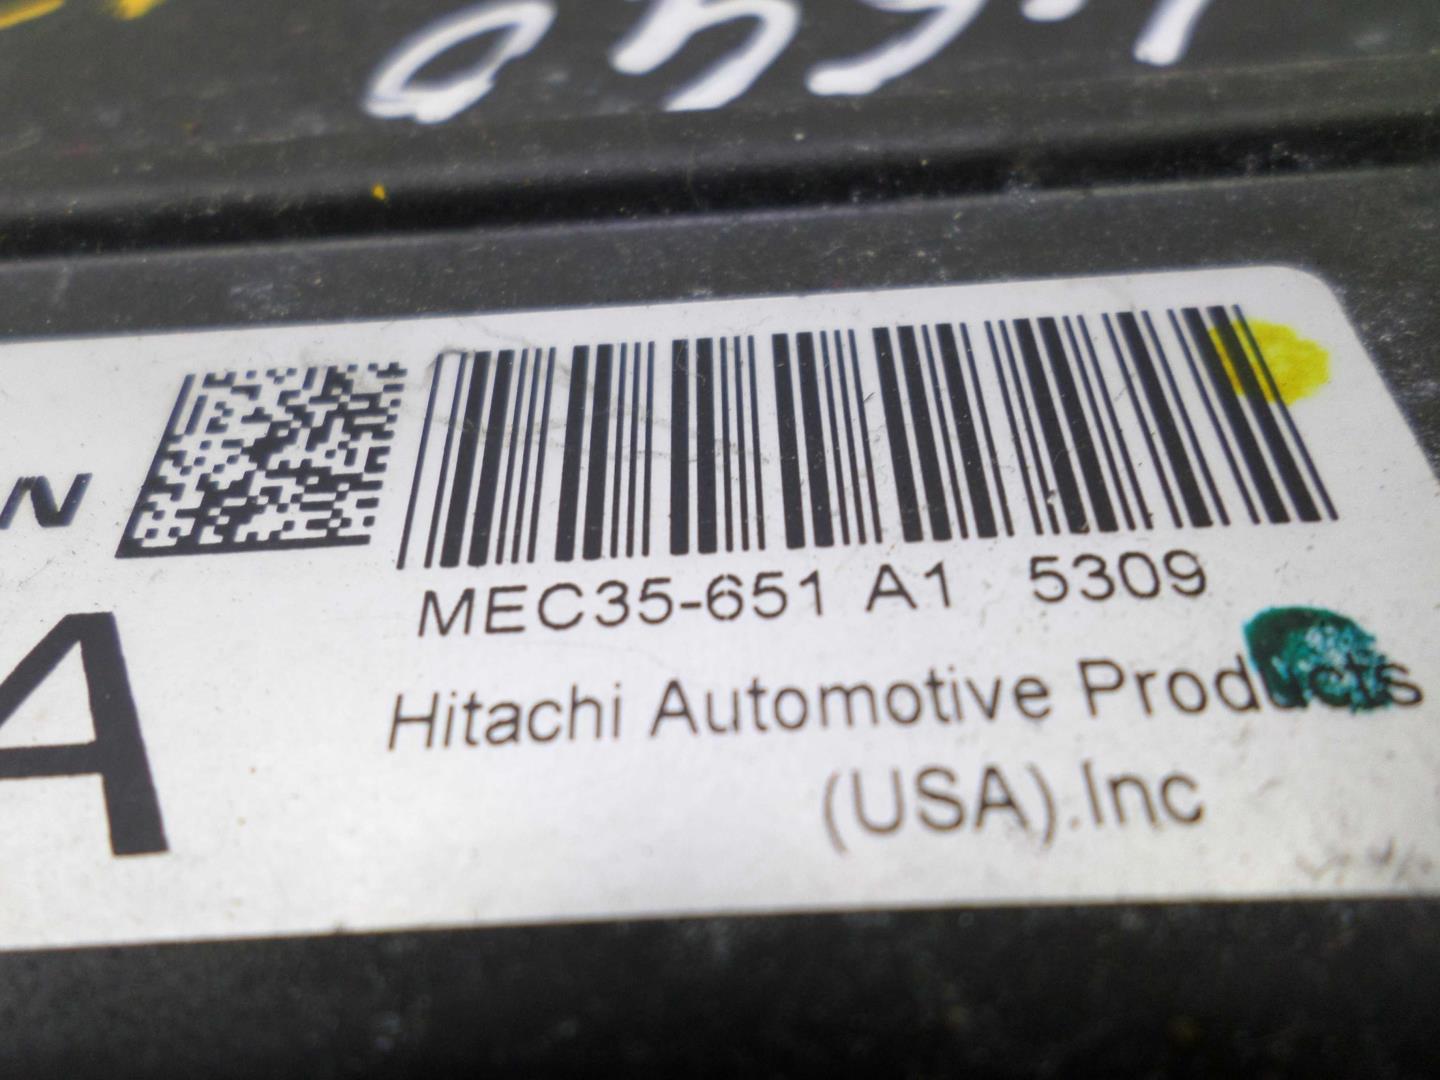 N
A
MEC35-651 A1 5309
Hitachi Automotive Products
(USA).Inc